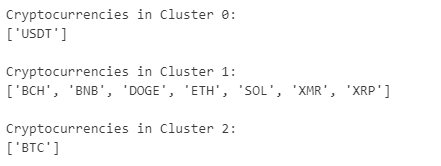 Cryptocurrencies in Cluster 0:
['USDT']
Cryptocurrencies in Cluster 1:
['BCH', 'BNB', 'DOGE', 'ETH', 'SOL', 'XMR', 'XRP']
Cryptocurrencies in Cluster 2:
['BTC']